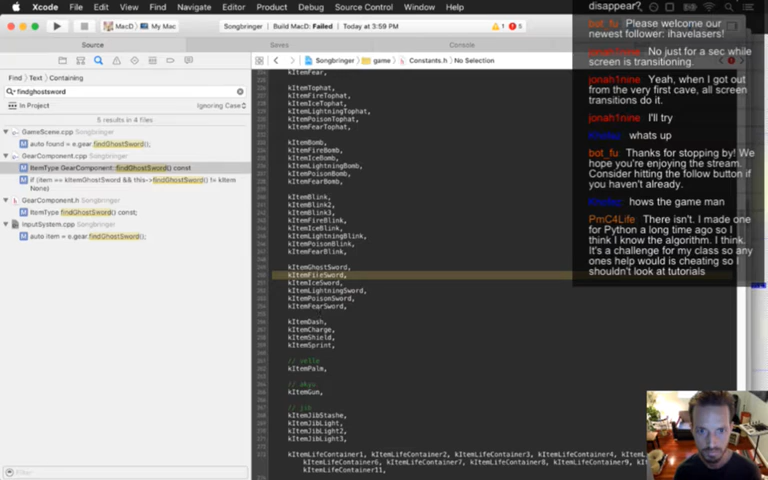 Xcode File Edit View Find Navigate Editor Product Debug Source Control Window Help
MacD My Mac
Songbringer Build MacD: Failed Today at 3:59 PM
1 5
Source
Saves
Console
Songbringer game Constants.h No Selection
Find Text Containing
findghostsword
In Project
Ignoring Case
5 results in 4 files
GameScene.cpp
auto found = e.gear.findGhostSword();
GearComponent.cpp
ItemType GearComponent::findGhostSword() const
if (item == kItemGhostSword && this->findGhostSword() != kItem
None)
GearComponent.h
ItemType findGhostSword() const;
InputSystem.cpp
auto item = e.gear.findGhostSword();
Filter
kItemFear,
kItemTophat,
kItemFireTophat,
kItemIceTophat,
kItemLightningTophat,
kItemPoisonTophat,
kItemFearTophat,
kItemBomb,
kItemFireBomb,
kItemIceBomb,
kItemLightningBomb,
kItemPoisonBomb,
kItemFearBomb,
kItemBlink,
kItemBlink2,
kItemBlink3,
kItemFireBlink,
kItemIceBlink,
kItemLightningBlink,
kItemPoisonBlink,
kItemFearBlink,
kItemGhostSword,
kItemFireSword,
kItemIceSword,
kItemLightningSword,
kItemPoisonSword,
kItemFearSword,
kItemDash,
kItemCharge,
kItemShield,
kItemSprint,
kItemPalm,
kItemGun,
// jib
kItemJibStashe,
kItemJibLight,
kItemJibLight2,
kItemJibLight3,
kItemLifeContainer1, kItemLifeContainer2, kItemLifeContainer3, kItemLifeContainer4,
kItemLifeContainer6, kItemLifeContainer7, kItemLifeContainer8, kItemLifeContainer9,
kItemLifeContainer11,
disappear?
bot_fu Please welcome our
newest follower: ihavelasers!
jonah1nine No just for a sec while
screen is transitioning.
jonah1nine Yeah, when I got out
from the very first cave, all screen
transitions do it.
jonah1nine I'll try
whats up
bot_fu Thanks for stopping by! We
hope you're enjoying the stream.
Consider hitting the follow button if
you haven't already.
hows the game man
PmC4Life There isn't. I made one
for Python a long time ago so I
think I know the algorithm. I think.
It's a challenge for my class so any
ones help would is cheating so I
shouldn't look at tutorials